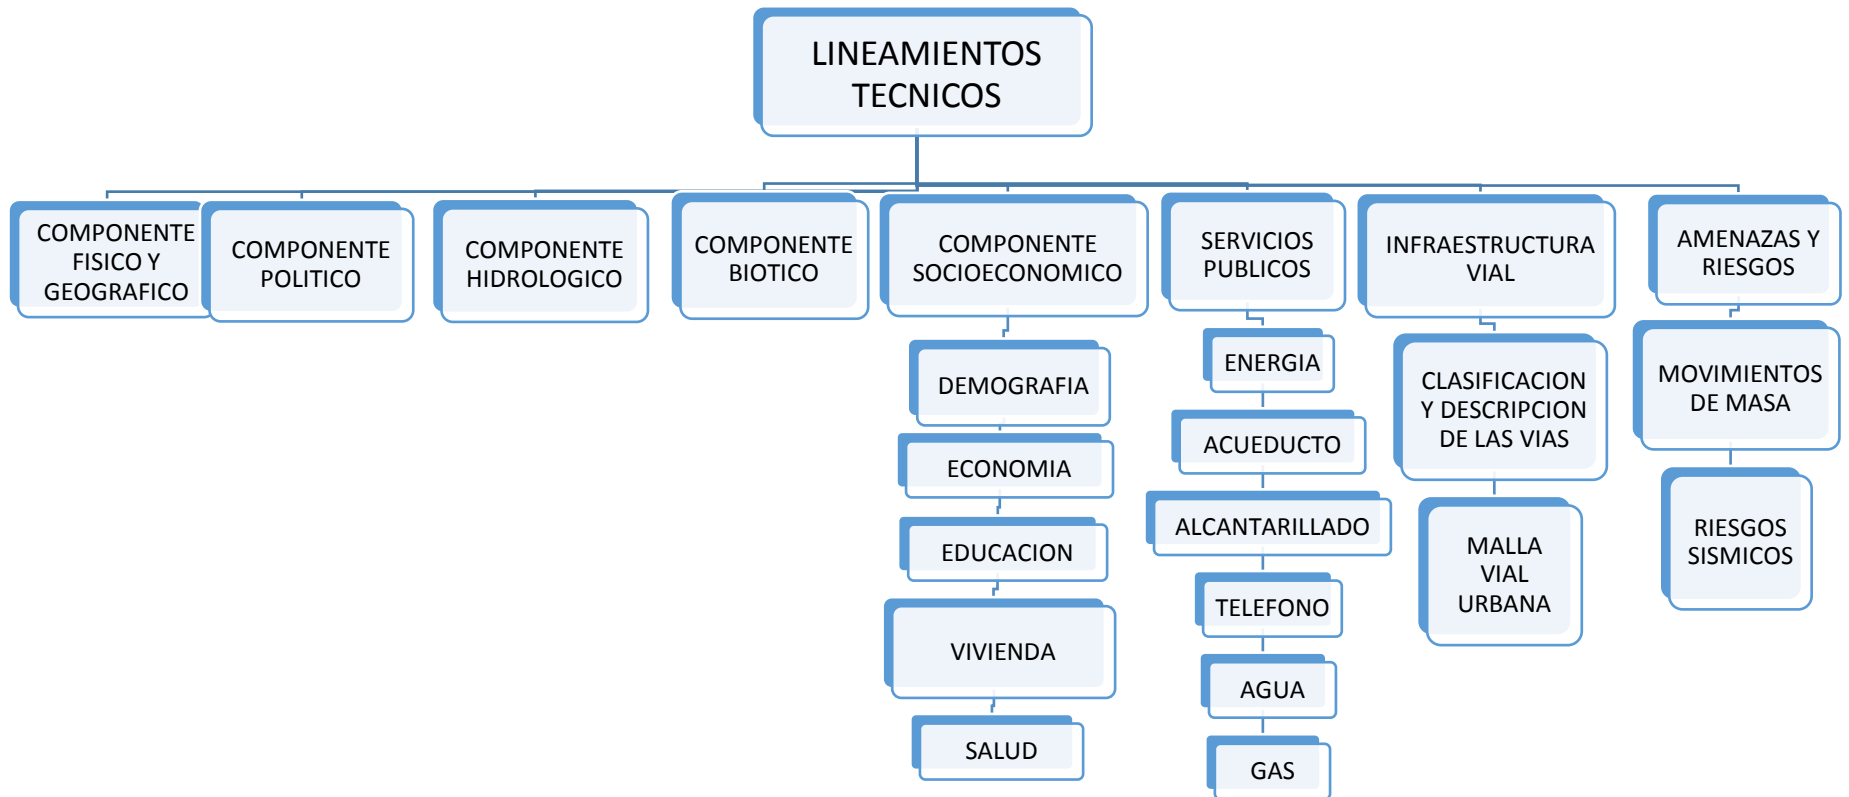 LINEAMIENTOS
TECNICOS
COMPONENTE
FISICO Y
GEOGRAFICO
COMPONENTE
POLITICO
COMPONENTE
HIDROLOGICO
COMPONENTE
BIOTICO
COMPONENTE
SOCIOECONOMICO
DEMOGRAFIA
ECONOMIA
EDUCACION
VIVIENDA
SALUD
SERVICIOS
PUBLICOS
ENERGIA
ACUEDUCTO
ALCANTARILLADO
TELEFONO
AGUA
GAS
INFRAESTRUCTURA
VIAL
CLASIFICACION
Y DESCRIPCION
DE LAS VIAS
MALLA
VIAL
URBANA
AMENAZAS Y
RIESGOS
MOVIMIENTOS
DE MASA
RIESGOS
SISMICOS